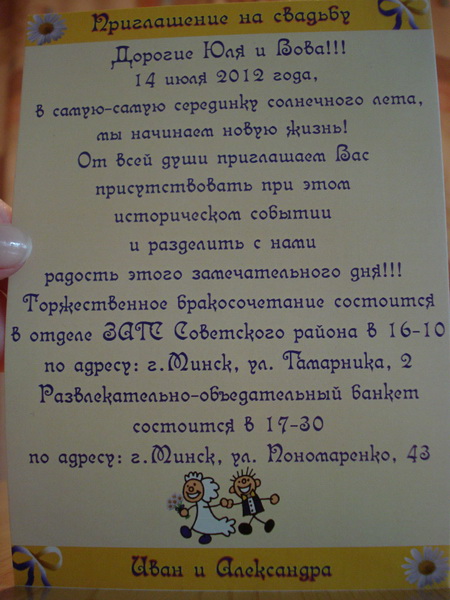 Приглашение на свадьбу
Дорогие Юля и Вова!!!
14 июля 2012 года,
в самую-самую серединку солнечного лета,
мы начинаем новую жизнь!
От всей души приглашаем Вас
присутствовать при этом
историческом событии
и разделить с нами
радость этого замечательного дня!!!
Торжественное бракосочетание состоится
в отделе ЗАГС Советского района в 16-10
по адресу: г.Минск, ул. Гамарника, 2
Развлекательно-объедательный банкет
состоится в 17-30
по адресу: г.Минск, ул. Пономаренко, 43
Иван и Александра